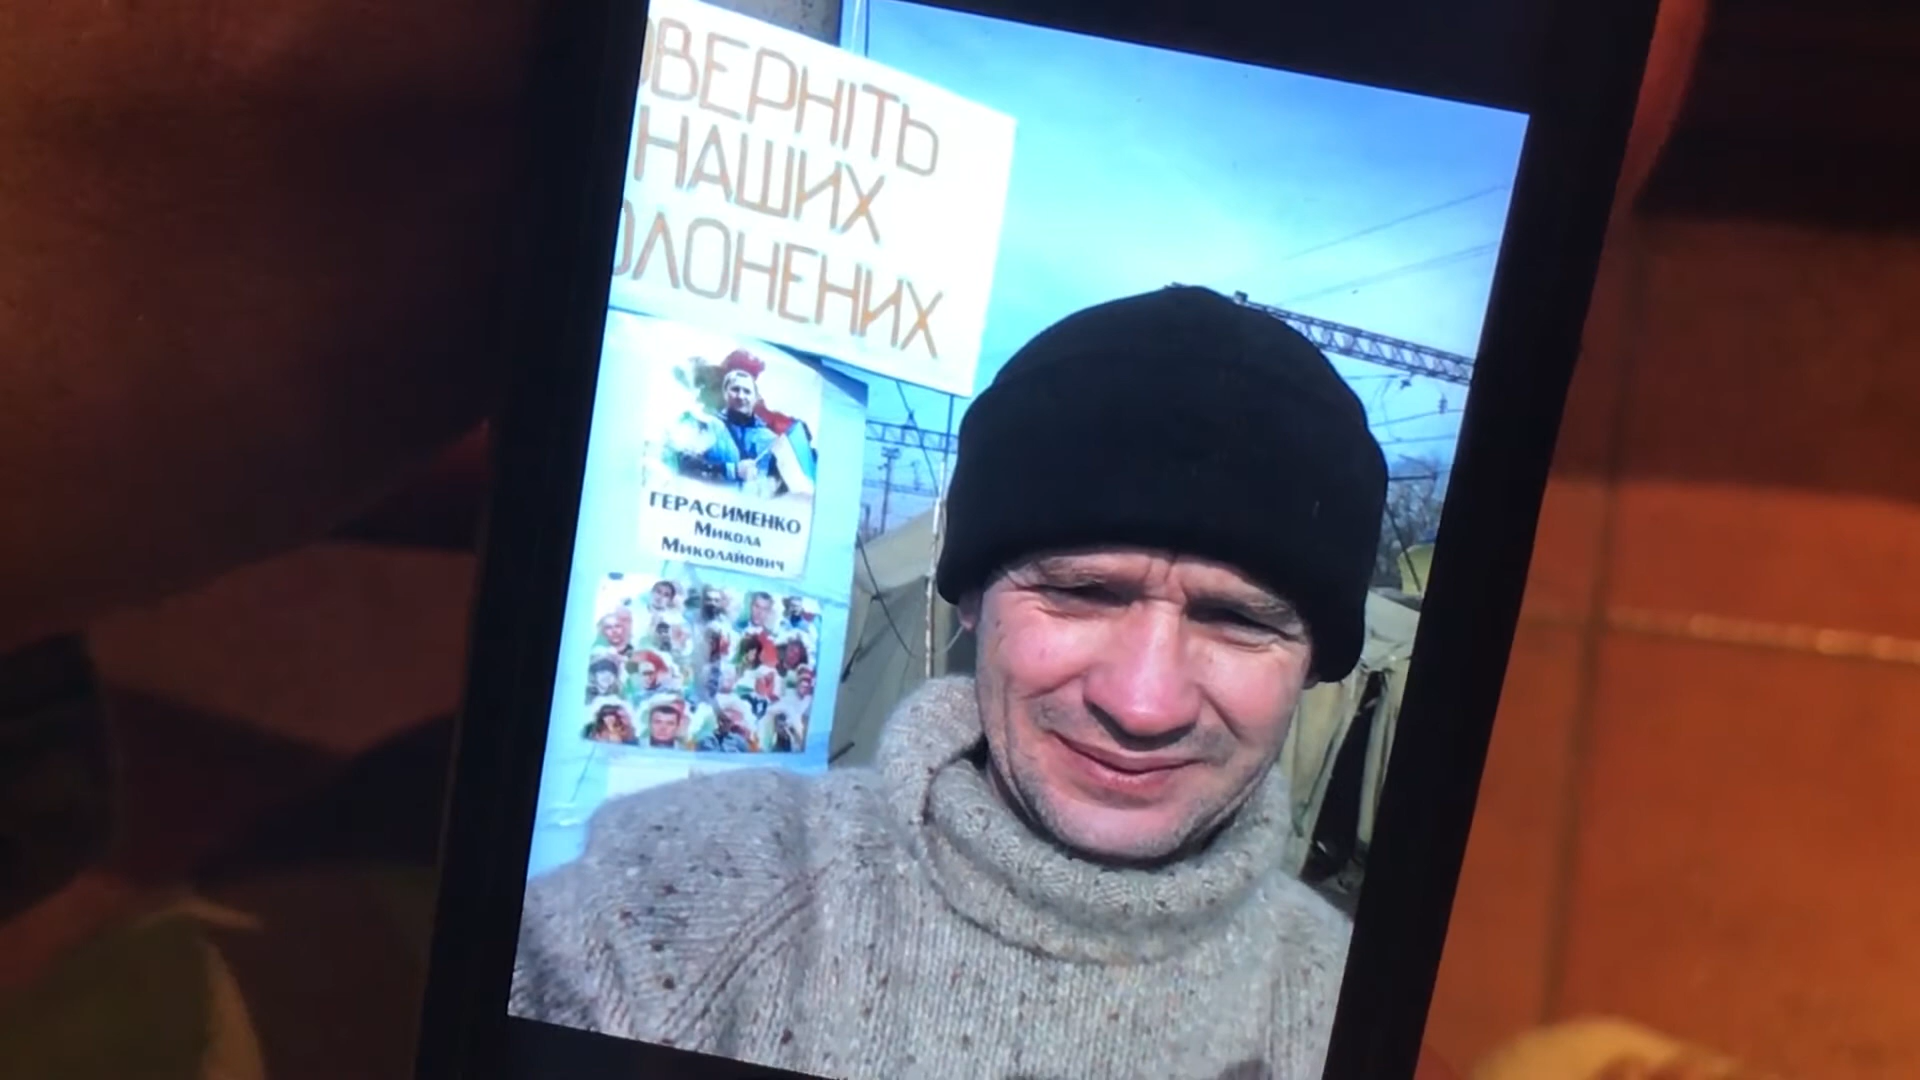 ОВЕРНІТЬ
НАШИХ
ОЛОНЕНИХ
ГЕРАСИМЕНКО
Микола
Миколайович